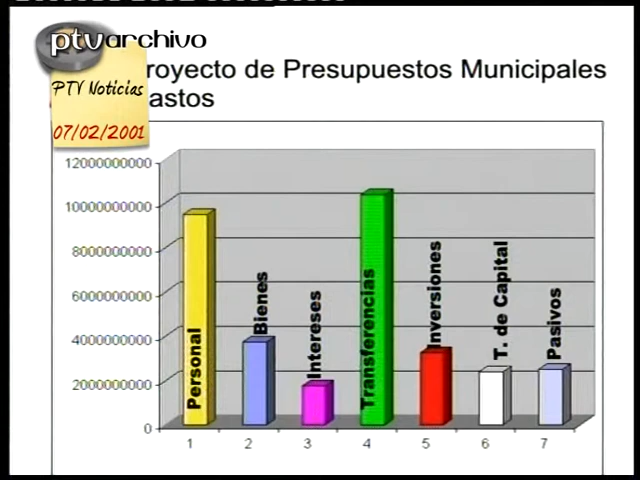 ptvarchivo
royecto de Presupuestos Municipales
PTV Noticias
astos
07/02/2001
12000000000
10000000000
8000000000
6000000000
4000000000
2000000000
0
Personal
Bienes
Intereses
Transferencias
Inversiones
T. de Capital
Pasivos
1 2 3 4 5 6 7